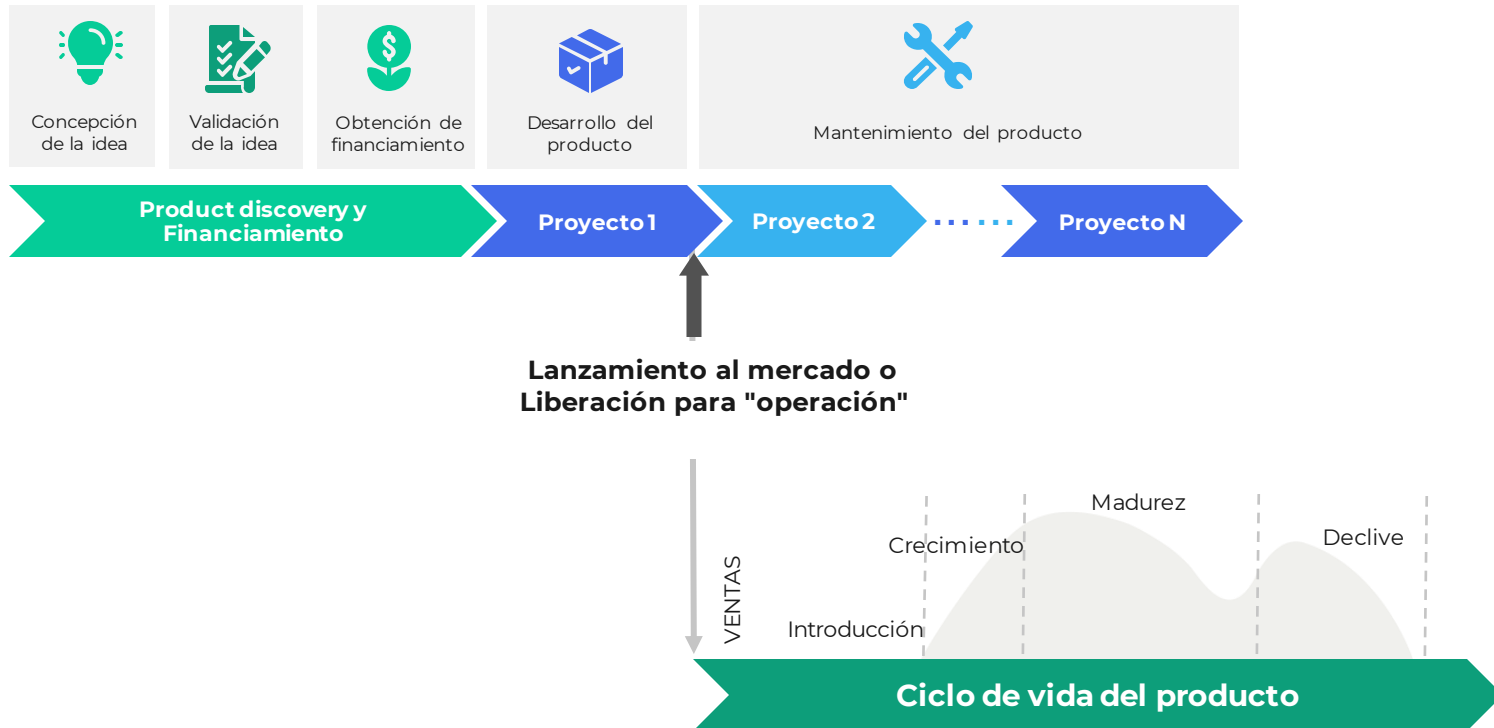 Concepción
de la idea
Validación
de la idea
Obtención de
financiamiento
Desarrollo del
producto
Mantenimiento del producto
Product discovery y
Financiamiento
Proyecto 1
Proyecto 2
Proyecto N
Lanzamiento al mercado o
Liberación para "operación"
VENTAS
Introducción
Crecimiento
Madurez
Declive
Ciclo de vida del producto